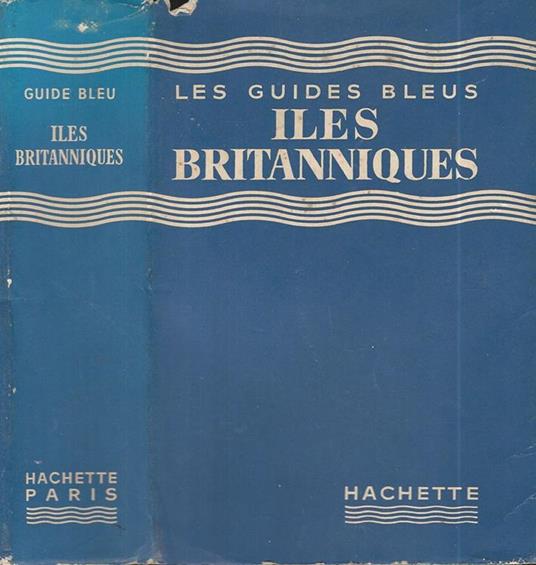 GUIDE BLEU
ILES
BRITANNIQUES
HACHETTE
PARIS
LES GUIDES BLEUS
ILES
BRITANNIQUES
HACHETTE